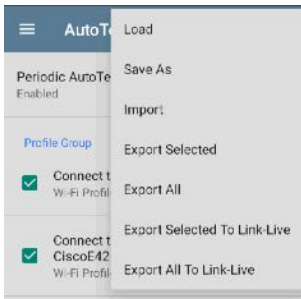 AutoTe
Periodic AutoTe
Enabled
Profile Group
Connect t
Wi-Fi Profil
Connect t
CiscoE42
Wi-Fi Profil
Load
Save As
Import
Export Selected
Export All
Export Selected To Link-Live
Export All To Link-Live